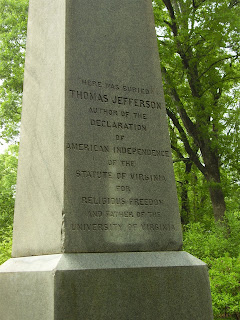 HERE WAS BURIED
THOMAS JEFFERSON
AUTHOR OF THE
DECLARATION
OF
AMERICAN INDEPENDENCE
OF THE
STATUTE OF VIRGINIA
FOR
RELIGIOUS FREEDOM
AND FATHER OF THE
UNIVERSITY OF VIRGINIA